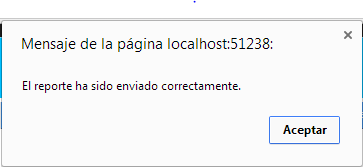 Mensaje de la página localhost:51238:
El reporte ha sido enviado correctamente.
Aceptar